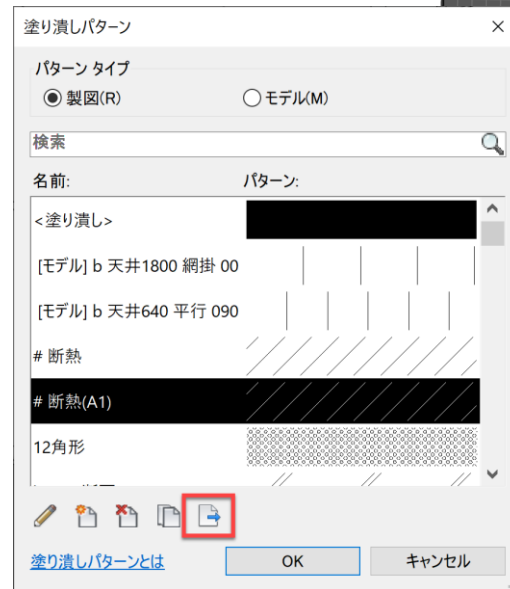 塗り潰しパターン
パターン タイプ
製図(R)
モデル(M)
検索
名前:
パターン:
<塗り潰し>
[モデル] b 天井1800 網掛 00
[モデル] b 天井640 平行 090
# 断熱
# 断熱(A1)
12角形
塗り潰しパターンとは
OK
キャンセル